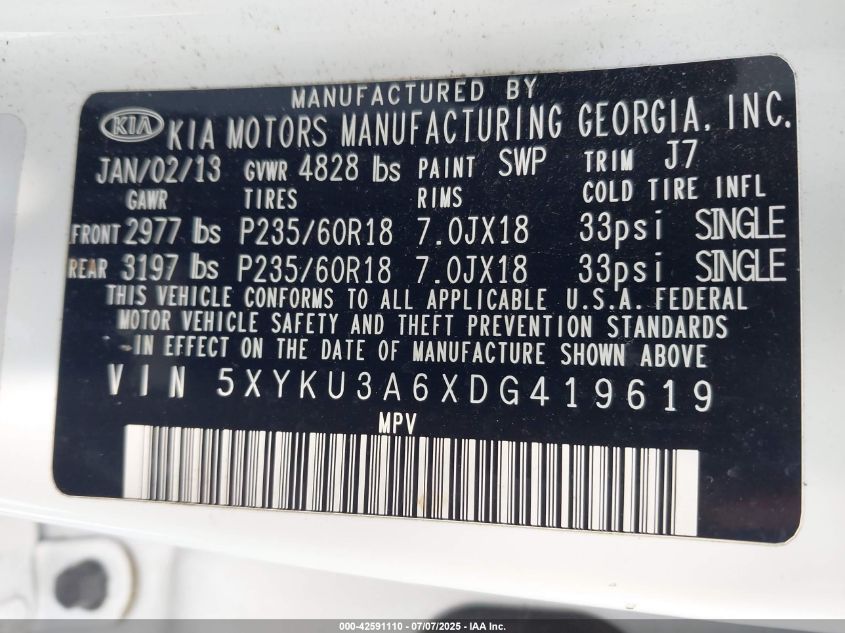 MANUFACTURED BY
KIA KIA MOTORS MANUFACTURING GEORGIA, INC.
JAN/02/13 GVWR 4828 lbs PAINT SWP TRIM J7
GAWR TIRES RIMS COLD TIRE INFL
FRONT 2977 lbs P235/60R18 7.0JX18 33psi SINGLE
REAR 3197 lbs P235/60R18 7.0JX18 33psi SINGLE
THIS VEHICLE CONFORMS TO ALL APPLICABLE U.S.A. FEDERAL
MOTOR VEHICLE SAFETY AND THEFT PREVENTION STANDARDS
IN EFFECT ON THE DATE OF MANUFACTURE SHOWN ABOVE
VIN 5XYKU3A6XDG419619
MPV
000-42591110 - 07/07/2025 - IAA Inc.